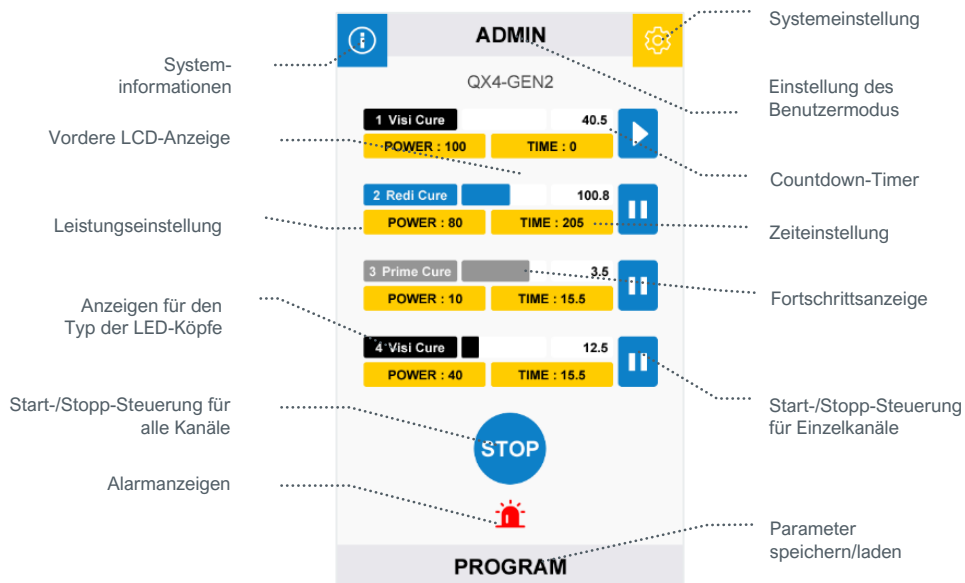 Systemeinstellung
ADMIN
System-
informationen
QX4-GEN2
Einstellung des
Benutzermodus
1 Visi Cure
40.5
Vordere LCD-Anzeige
POWER : 100
TIME : 0
Countdown-Timer
2 Redi Cure
100.8
Leistungseinstellung
POWER : 80
TIME : 205
Zeiteinstellung
3 Prime Cure
3.5
Anzeigen für den
Typ der LED-Köpfe
POWER : 10
TIME : 15.5
Fortschrittsanzeige
4 Visi Cure
12.5
POWER : 40
TIME : 15.5
Start-/Stopp-Steuerung für
alle Kanäle
Start-/Stopp-Steuerung
für Einzelkanäle
STOP
Alarmanzeigen
Parameter
speichern/laden
PROGRAM